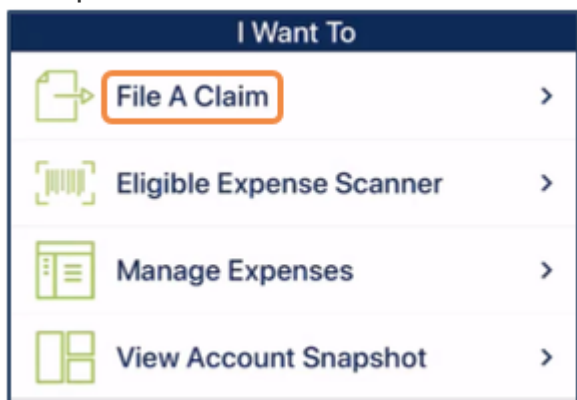 I Want To
File A Claim
Eligible Expense Scanner
Manage Expenses
View Account Snapshot